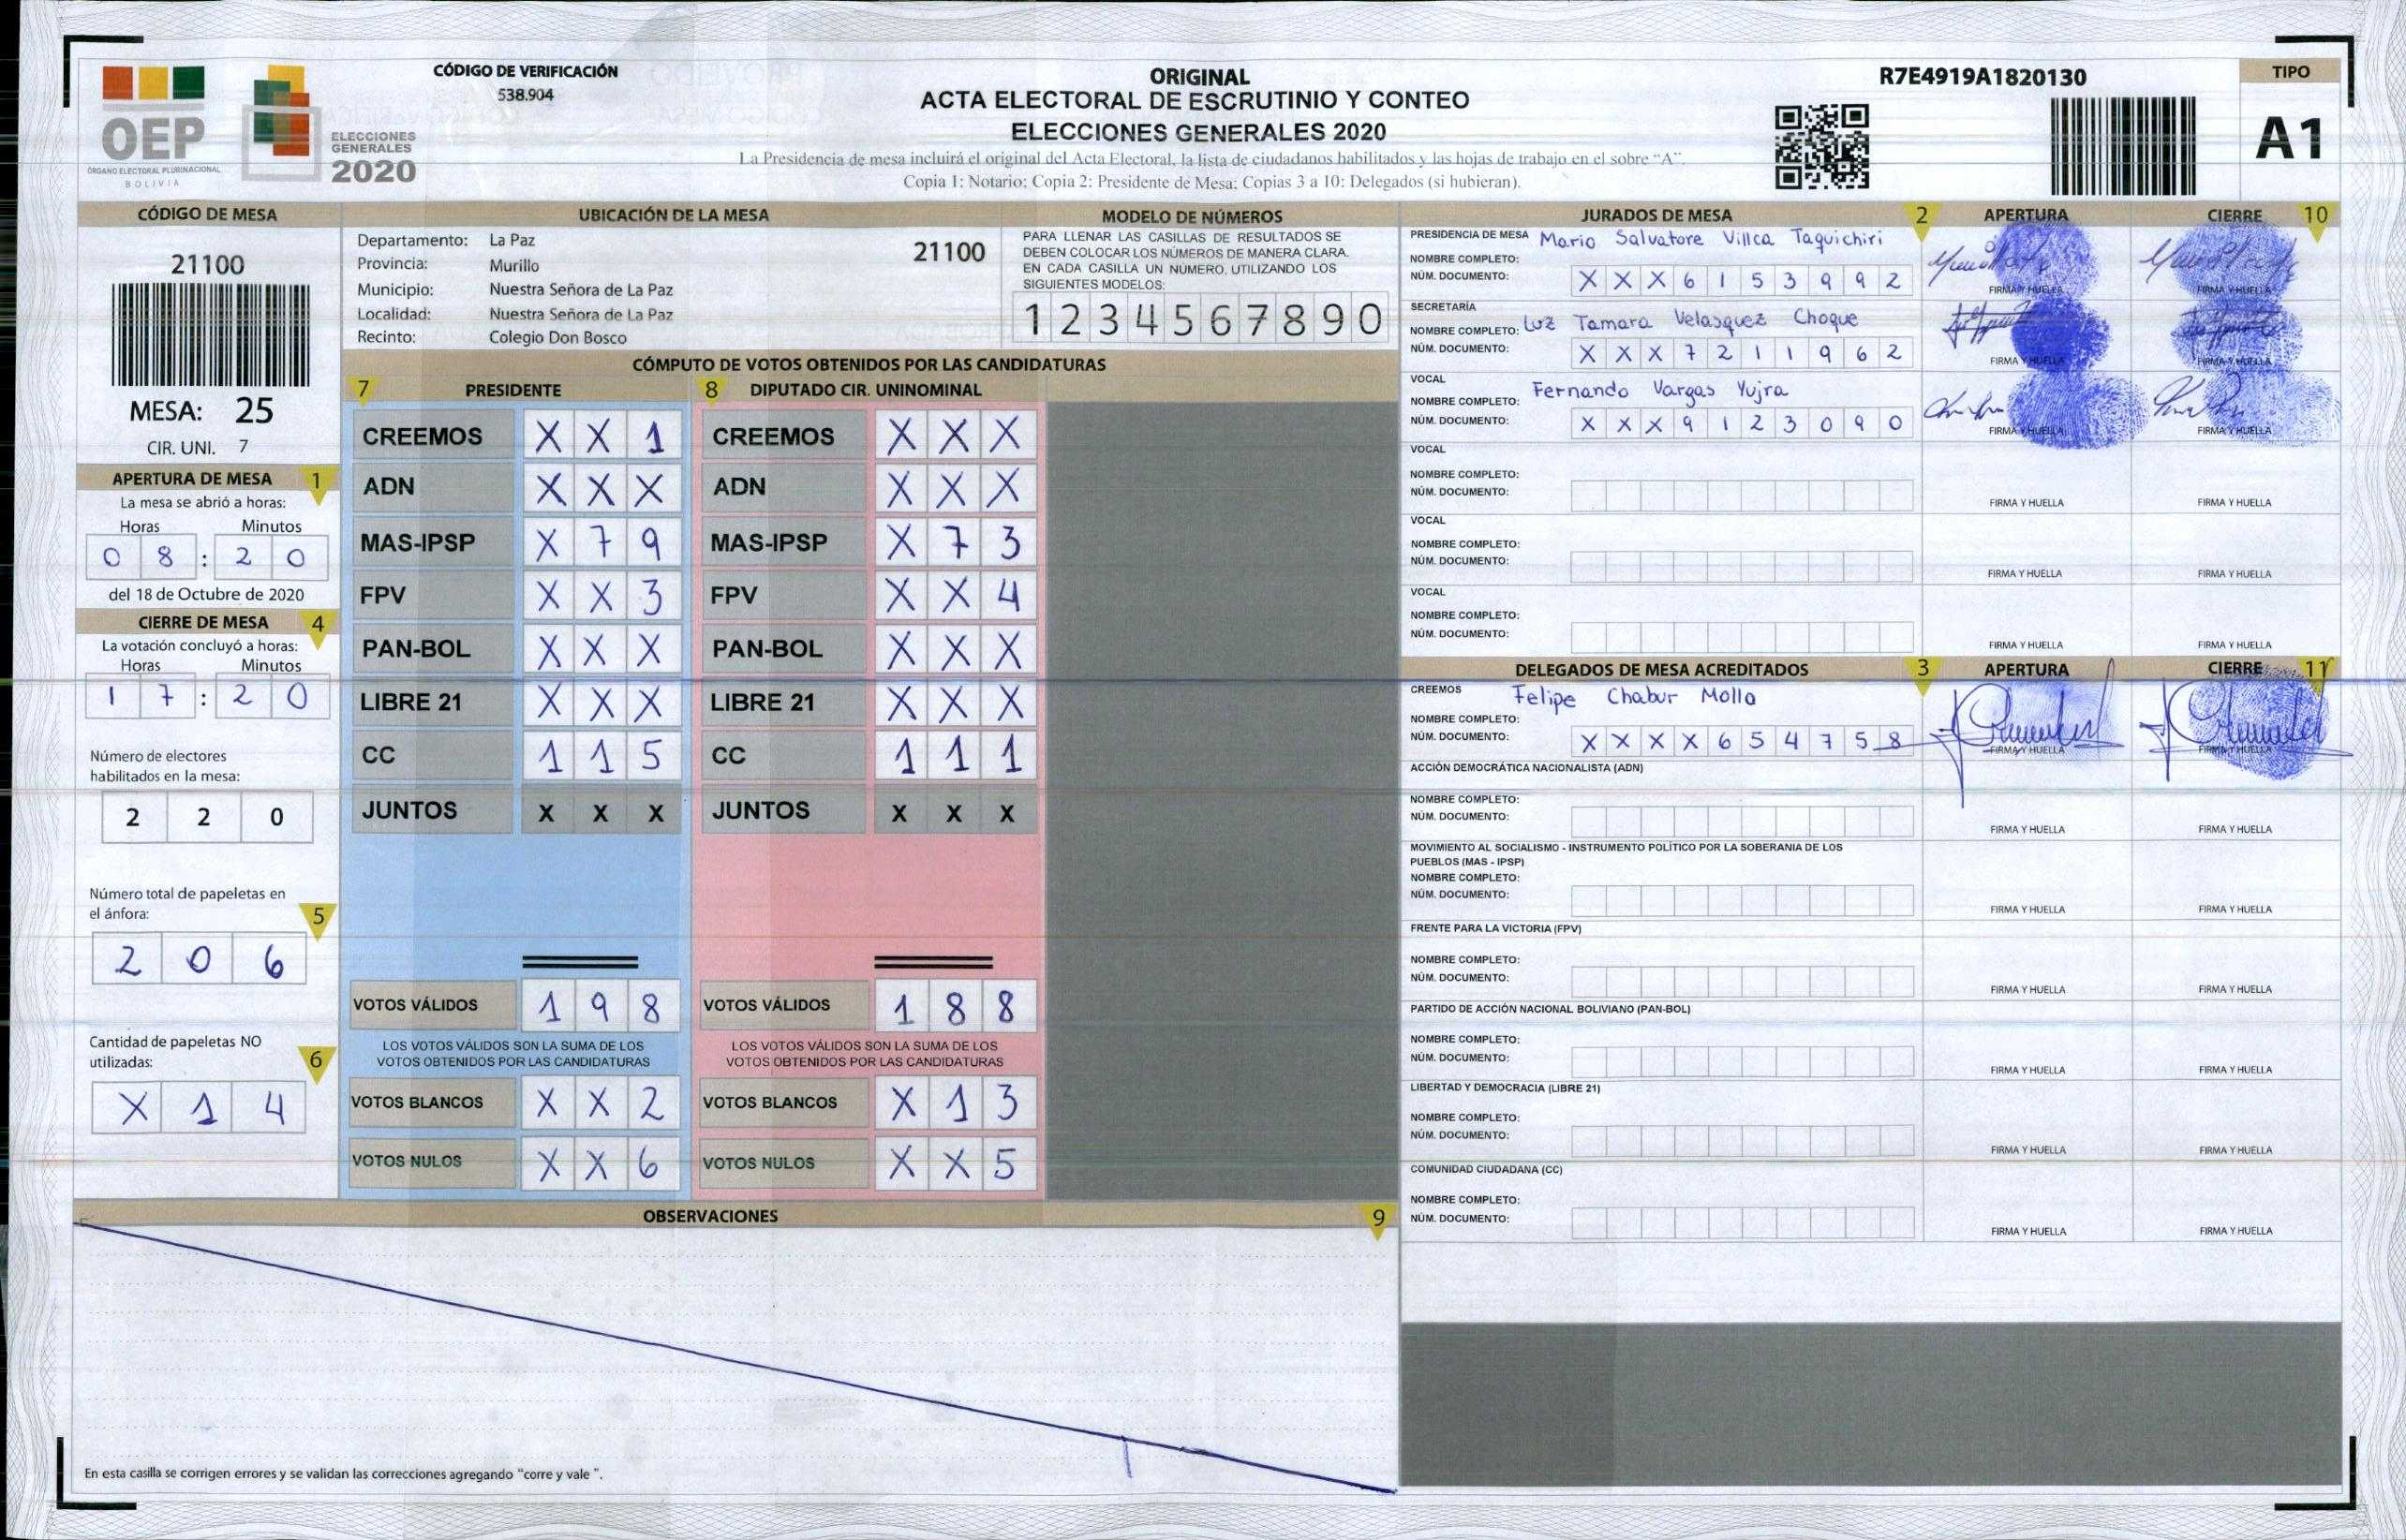 CÓDIGO DE VERIFICACIÓN
538.904
OEP
ÓRGANO ELECTORAL PLURINACIONAL
BOLIVIA
ELECCIONES
GENERALES
2020
ORIGINAL
ACTA ELECTORAL DE ESCRUTINIO Y CONTEO
ELECCIONES GENERALES 2020
La Presidencia de mesa incluirá el original del Acta Electoral, la lista de ciudadanos habilitados y las hojas de trabajo en el sobre "A".
Copia 1: Notario; Copia 2: Presidente de Mesa; Copias 3 a 10: Delegados (si hubieran).
R7E4919A1820130
TIPO
A1
CÓDIGO DE MESA
21100
MESA: 25
CIR. UNI. 7
UBICACIÓN DE LA MESA
Departamento: La Paz
Provincia: Murillo
Municipio: Nuestra Señora de La Paz
Localidad: Nuestra Señora de La Paz
Recinto: Colegio Don Bosco
21100
MODELO DE NÚMEROS
PARA LLENAR LAS CASILLAS DE RESULTADOS SE
DEBEN COLOCAR LOS NÚMEROS DE MANERA CLARA.
EN CADA CASILLA UN NÚMERO, UTILIZANDO LOS
SIGUIENTES MODELOS:
1 2 3 4 5 6 7 8 9 0
APERTURA DE MESA 1
La mesa se abrió a horas:
Horas Minutos
0 8 : 2 0
del 18 de Octubre de 2020
CIERRE DE MESA 4
La votación concluyó a horas:
Horas Minutos
1 7 : 2 0
Número de electores
habilitados en la mesa:
2 2 0
Número total de papeletas en
el ánfora: 5
2 0 6
Cantidad de papeletas NO
utilizadas: 6
X 1 4
CÓMPUTO DE VOTOS OBTENIDOS POR LAS CANDIDATURAS
7 PRESIDENTE
CREEMOS X X 1
ADN X X X
MAS-IPSP X 7 9
FPV X X 3
PAN-BOL X X X
LIBRE 21 X X X
CC 1 1 5
JUNTOS X X X
VOTOS VÁLIDOS 1 9 8
LOS VOTOS VÁLIDOS SON LA SUMA DE LOS
VOTOS OBTENIDOS POR LAS CANDIDATURAS
VOTOS BLANCOS X X 2
VOTOS NULOS X X 6
8 DIPUTADO CIR. UNINOMINAL
CREEMOS X X X
ADN X X X
MAS-IPSP X 7 3
FPV X X 4
PAN-BOL X X X
LIBRE 21 X X X
CC 1 1 1
JUNTOS X X X
VOTOS VÁLIDOS 1 8 8
LOS VOTOS VÁLIDOS SON LA SUMA DE LOS
VOTOS OBTENIDOS POR LAS CANDIDATURAS
VOTOS BLANCOS X 1 3
VOTOS NULOS X X 5
OBSERVACIONES 9
En esta casilla se corrigen errores y se validan las correcciones agregando "corre y vale ".
JURADOS DE MESA 2 APERTURA CIERRE 10
PRESIDENCIA DE MESA Mario Salvatore Villca Taquichiri
NOMBRE COMPLETO:
NÚM. DOCUMENTO: X X X 6 1 5 3 9 9 2
FIRMA Y HUELLA FIRMA Y HUELLA
SECRETARÍA
NOMBRE COMPLETO: Luz Tamara Velasquez Choque
NÚM. DOCUMENTO: X X X 7 2 1 1 9 6 2
FIRMA Y HUELLA FIRMA Y HUELLA
VOCAL Fernando Vargas Yujra
NOMBRE COMPLETO:
NÚM. DOCUMENTO: X X X 9 1 2 3 0 9 0
FIRMA Y HUELLA FIRMA Y HUELLA
VOCAL
NOMBRE COMPLETO:
NÚM. DOCUMENTO:
FIRMA Y HUELLA FIRMA Y HUELLA
VOCAL
NOMBRE COMPLETO:
NÚM. DOCUMENTO:
FIRMA Y HUELLA FIRMA Y HUELLA
VOCAL
NOMBRE COMPLETO:
NÚM. DOCUMENTO:
FIRMA Y HUELLA FIRMA Y HUELLA
DELEGADOS DE MESA ACREDITADOS 3 APERTURA CIERRE 11
CREEMOS Felipe Chabur Molla
NOMBRE COMPLETO:
NÚM. DOCUMENTO: X X X X 6 5 4 7 5 8
FIRMA Y HUELLA FIRMA Y HUELLA
ACCIÓN DEMOCRÁTICA NACIONALISTA (ADN)
NOMBRE COMPLETO:
NÚM. DOCUMENTO:
FIRMA Y HUELLA FIRMA Y HUELLA
MOVIMIENTO AL SOCIALISMO - INSTRUMENTO POLÍTICO POR LA SOBERANIA DE LOS
PUEBLOS (MAS - IPSP)
NOMBRE COMPLETO:
NÚM. DOCUMENTO:
FIRMA Y HUELLA FIRMA Y HUELLA
FRENTE PARA LA VICTORIA (FPV)
NOMBRE COMPLETO:
NÚM. DOCUMENTO:
FIRMA Y HUELLA FIRMA Y HUELLA
PARTIDO DE ACCIÓN NACIONAL BOLIVIANO (PAN-BOL)
NOMBRE COMPLETO:
NÚM. DOCUMENTO:
FIRMA Y HUELLA FIRMA Y HUELLA
LIBERTAD Y DEMOCRACIA (LIBRE 21)
NOMBRE COMPLETO:
NÚM. DOCUMENTO:
FIRMA Y HUELLA FIRMA Y HUELLA
COMUNIDAD CIUDADANA (CC)
NOMBRE COMPLETO:
NÚM. DOCUMENTO:
FIRMA Y HUELLA FIRMA Y HUELLA